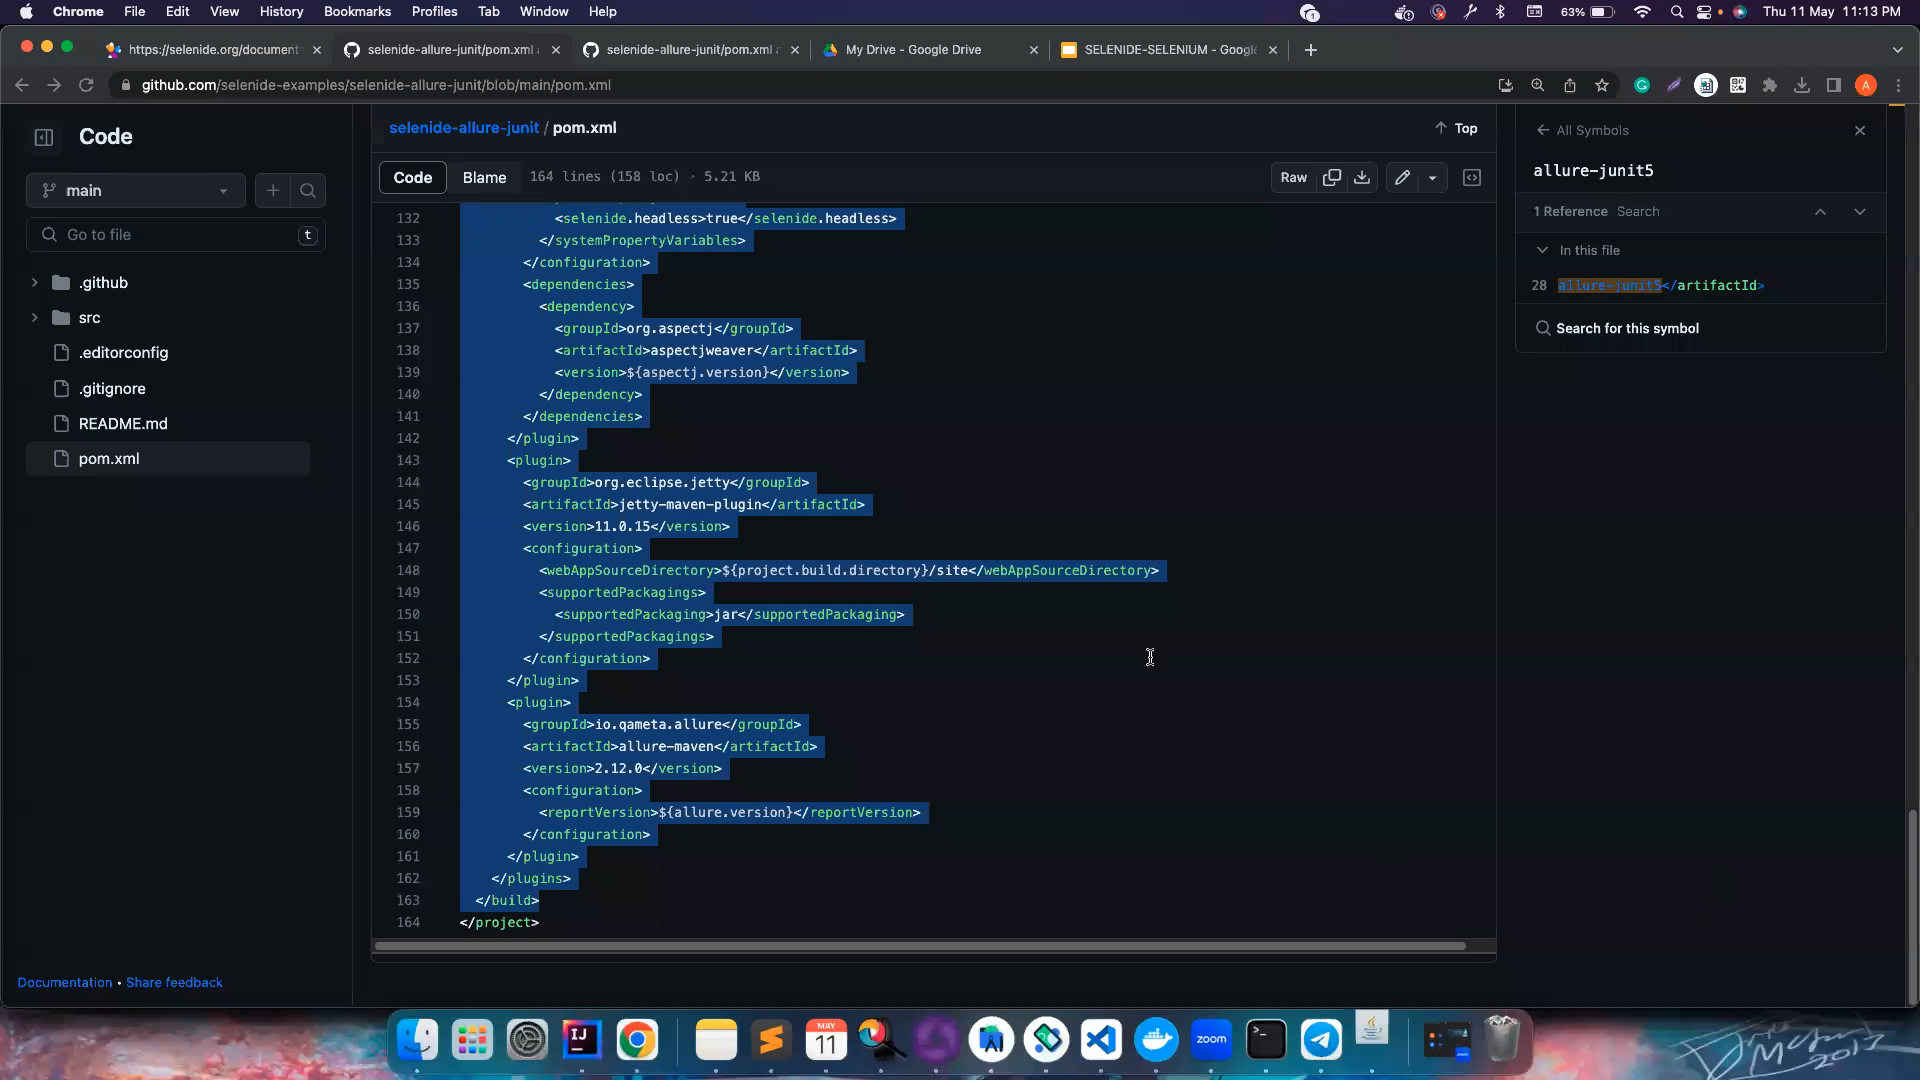 Chrome File Edit View History Bookmarks Profiles Tab Window Help 1 63% Thu 11 May 11:13 PM
https://selenide.org/document selenide-allure-junit/pom.xml selenide-allure-junit/pom.xml My Drive - Google Drive SELENIDE-SELENIUM - Google
github.com/selenide-examples/selenide-allure-junit/blob/main/pom.xml A
Code
main
Go to file t
.github
src
.editorconfig
.gitignore
README.md
pom.xml
Documentation • Share feedback
selenide-allure-junit / pom.xml Top
Code Blame 164 lines (158 loc) · 5.21 KB Raw
132 <selenide.headless>true</selenide.headless>
133 </systemPropertyVariables>
134 </configuration>
135 <dependencies>
136 <dependency>
137 <groupId>org.aspectj</groupId>
138 <artifactId>aspectjweaver</artifactId>
139 <version>${aspectj.version}</version>
140 </dependency>
141 </dependencies>
142 </plugin>
143 <plugin>
144 <groupId>org.eclipse.jetty</groupId>
145 <artifactId>jetty-maven-plugin</artifactId>
146 <version>11.0.15</version>
147 <configuration>
148 <webAppSourceDirectory>${project.build.directory}/site</webAppSourceDirectory>
149 <supportedPackagings>
150 <supportedPackaging>jar</supportedPackaging>
151 </supportedPackagings>
152 </configuration>
153 </plugin>
154 <plugin>
155 <groupId>io.qameta.allure</groupId>
156 <artifactId>allure-maven</artifactId>
157 <version>2.12.0</version>
158 <configuration>
159 <reportVersion>${allure.version}</reportVersion>
160 </configuration>
161 </plugin>
162 </plugins>
163 </build>
164 </project>
All Symbols
allure-junit5
1 Reference Search
In this file
28 allure-junit5</artifactId>
Search for this symbol
IJ MAY 11 zoom
2017